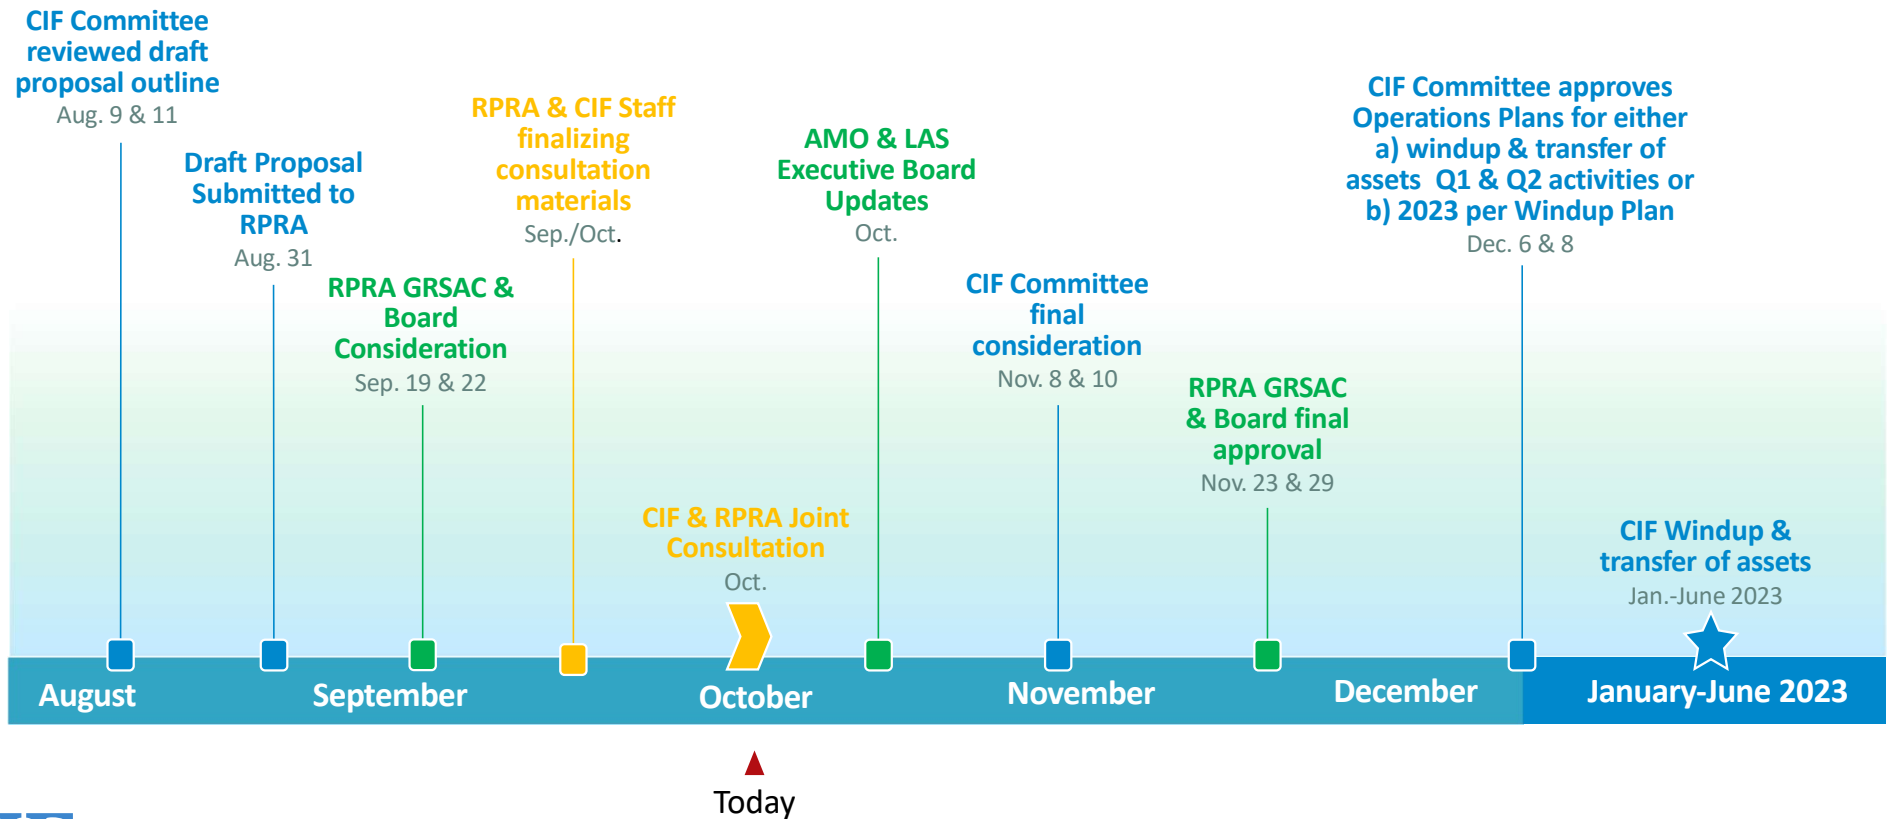 CIF Committee
reviewed draft
proposal outline
Aug. 9 & 11
Draft Proposal
Submitted to
RPRA
Aug. 31
RPRA GRSAC &
Board
Consideration
Sep. 19 & 22
RPRA & CIF Staff
finalizing
consultation
materials
Sep./Oct.
CIF & RPRA Joint
Consultation
Oct.
AMO & LAS
Executive Board
Updates
Oct.
CIF Committee
final
consideration
Nov. 8 & 10
RPRA GRSAC
& Board final
approval
Nov. 23 & 29
CIF Committee approves
Operations Plans for either
a) windup & transfer of
assets Q1 & Q2 activities or
b) 2023 per Windup Plan
Dec. 6 & 8
CIF Windup &
transfer of assets
Jan.-June 2023
August
September
October
November
December
January-June 2023
Today